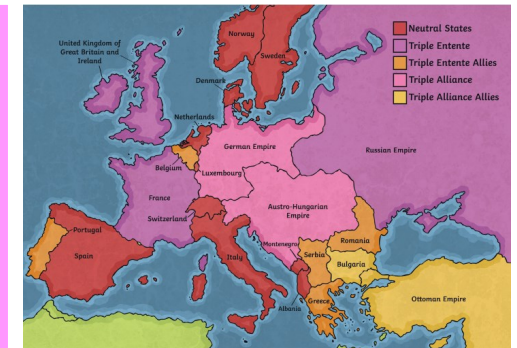 Neutral States
Triple Entente
Triple Entente Allies
Triple Alliance
Triple Alliance Allies
Norway
Sweden
United Kingdom of
Great Britain and
Ireland
Denmark
Netherlands
German Empire
Russian Empire
Belgium
Luxembourg
France
Austro-Hungarian
Empire
Switzerland
Portugal
Spain
Italy
Montenegro
Romania
Serbia
Bulgaria
Albania
Greece
Ottoman Empire